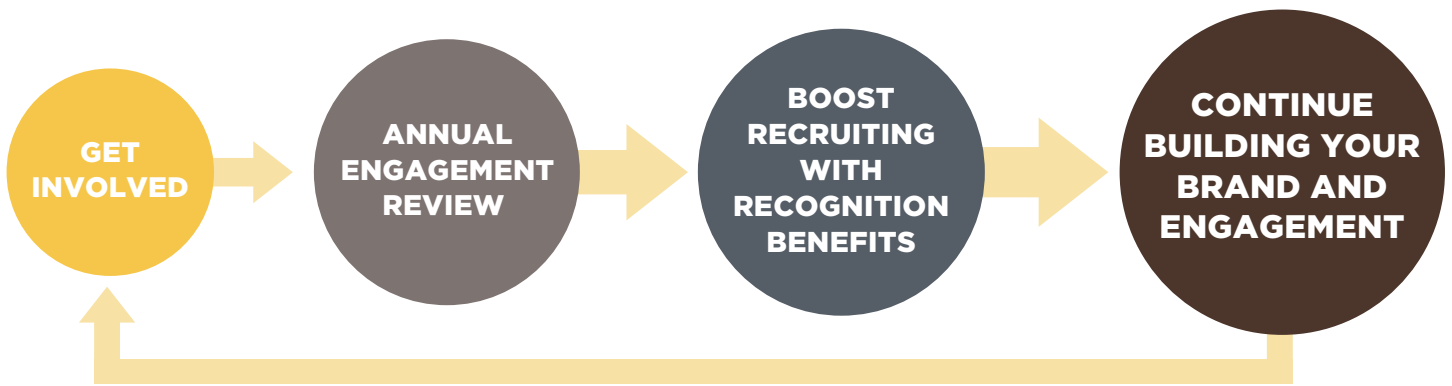 GET
INVOLVED
ANNUAL
ENGAGEMENT
REVIEW
BOOST
RECRUITING
WITH
RECOGNITION
BENEFITS
CONTINUE
BUILDING YOUR
BRAND AND
ENGAGEMENT